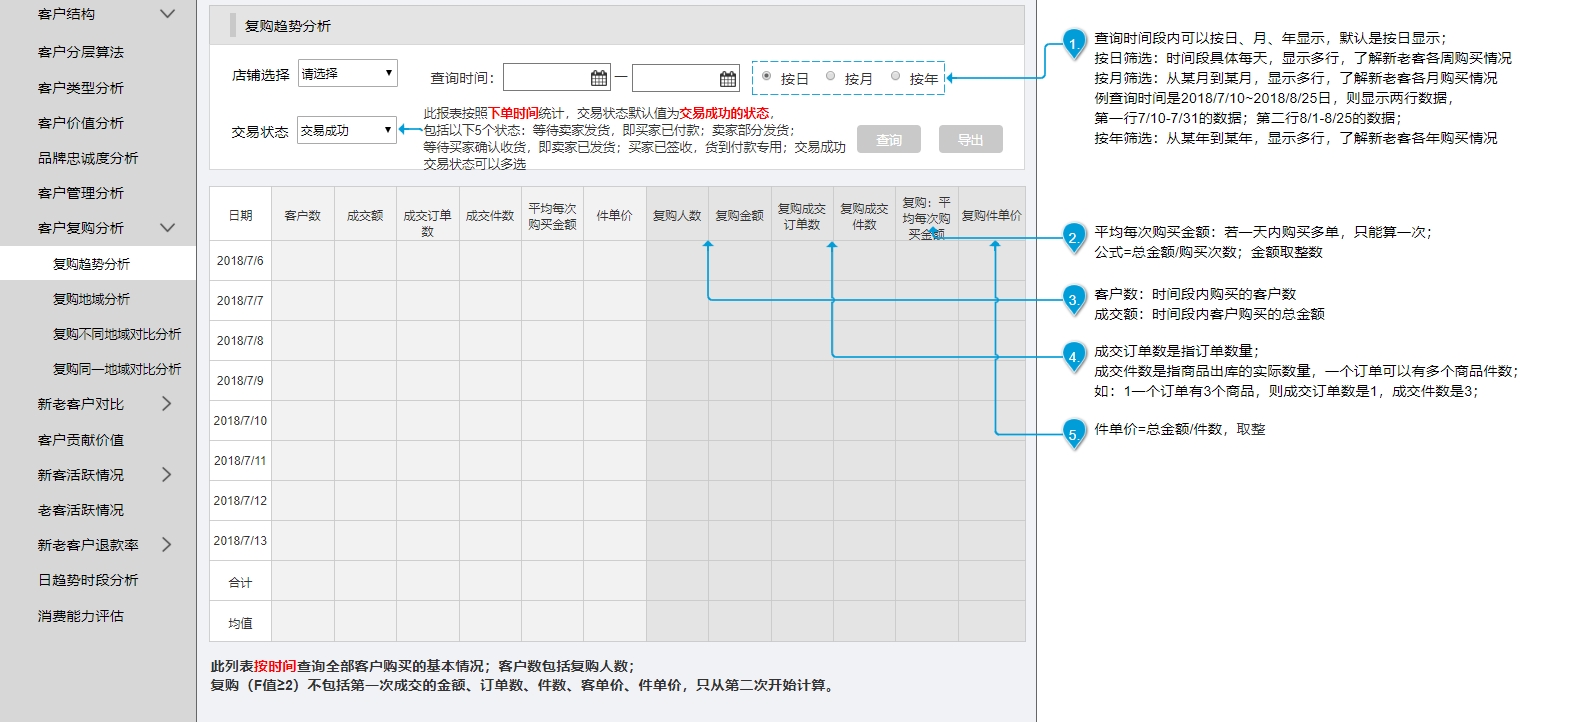 客户结构
客户分层算法
客户类型分析
客户价值分析
品牌忠诚度分析
客户管理分析
客户复购分析
复购趋势分析
复购地域分析
复购不同地域对比分析
复购同一地域对比分析
新老客户对比
客户贡献价值
新客活跃情况
老客活跃情况
新老客户退款率
日趋势时段分析
消费能力评估
复购趋势分析
店铺选择 请选择 查询时间： — 按日 按月 按年
交易状态 交易成功
此报表按照下单时间统计，交易状态默认值为交易成功的状态，
包括以下5个状态：等待卖家发货，即买家已付款；卖家部分发货；
等待买家确认收货，即卖家已发货；买家已签收，货到付款专用；交易成功
交易状态可以多选
查询 导出
日期 客户数 成交额 成交订单数 成交件数 平均每次购买金额 件单价 复购人数 复购金额 复购成交订单数 复购成交件数 复购：平均每次购买金额 复购件单价
2018/7/6
2018/7/7
2018/7/8
2018/7/9
2018/7/10
2018/7/11
2018/7/12
2018/7/13
合计
均值
此列表按时间查询全部客户购买的基本情况；客户数包括复购人数；
复购（F值≥2）不包括第一次成交的金额、订单数、件数、客单价、件单价，只从第二次开始计算。
1.
查询时间段内可以按日、月、年显示，默认是按日显示；
按日筛选：时间段具体每天，显示多行，了解新老客各周购买情况
按月筛选：从某月到某月，显示多行，了解新老客各月购买情况
例查询时间是2018/7/10~2018/8/25日，则显示两行数据，
第一行7/10-7/31的数据；第二行8/1-8/25的数据；
按年筛选：从某年到某年，显示多行，了解新老客各年购买情况
2.
平均每次购买金额：若一天内购买多单，只能算一次；
公式=总金额/购买次数；金额取整数
3.
客户数：时间段内购买的客户数
成交额：时间段内客户购买的总金额
4.
成交订单数是指订单数量；
成交件数是指商品出库的实际数量，一个订单可以有多个商品件数；
如：1一个订单有3个商品，则成交订单数是1，成交件数是3；
5.
件单价=总金额/件数，取整